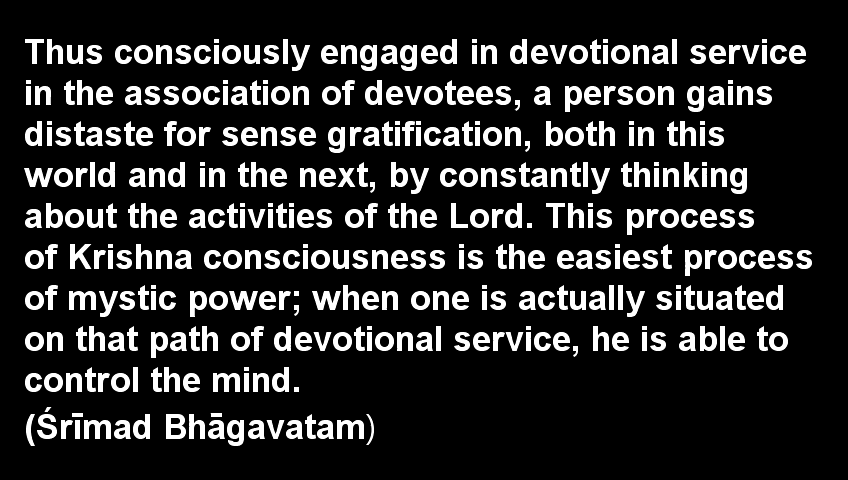 Thus consciously engaged in devotional service
in the association of devotees, a person gains
distaste for sense gratification, both in this
world and in the next, by constantly thinking
about the activities of the Lord. This process
of Krishna consciousness is the easiest process
of mystic power; when one is actually situated
on that path of devotional service, he is able to
control the mind.
(Śrīmad Bhāgavatam)